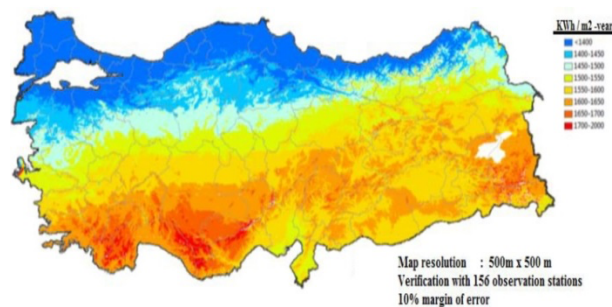 KWh / m2 -year
<1400
1400-1450
1450-1500
1500-1550
1550-1600
1600-1650
1650-1700
1700-2000
Map resolution : 500m x 500 m
Verification with 156 observation stations
10% margin of error